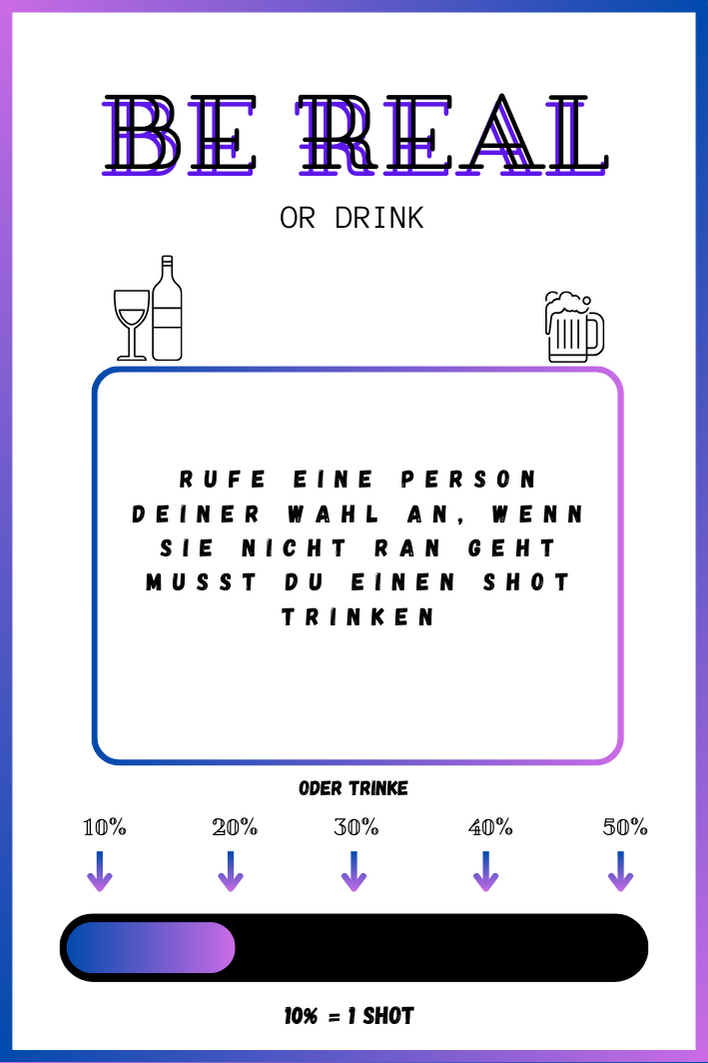 BE REAL
OR DRINK
RUFE EINE PERSON
DEINER WAHL AN, WENN
SIE NICHT RAN GEHT
MUSST DU EINEN SHOT
TRINKEN
ODER TRINKE
10% 20% 30% 40% 50%
10% = 1 SHOT